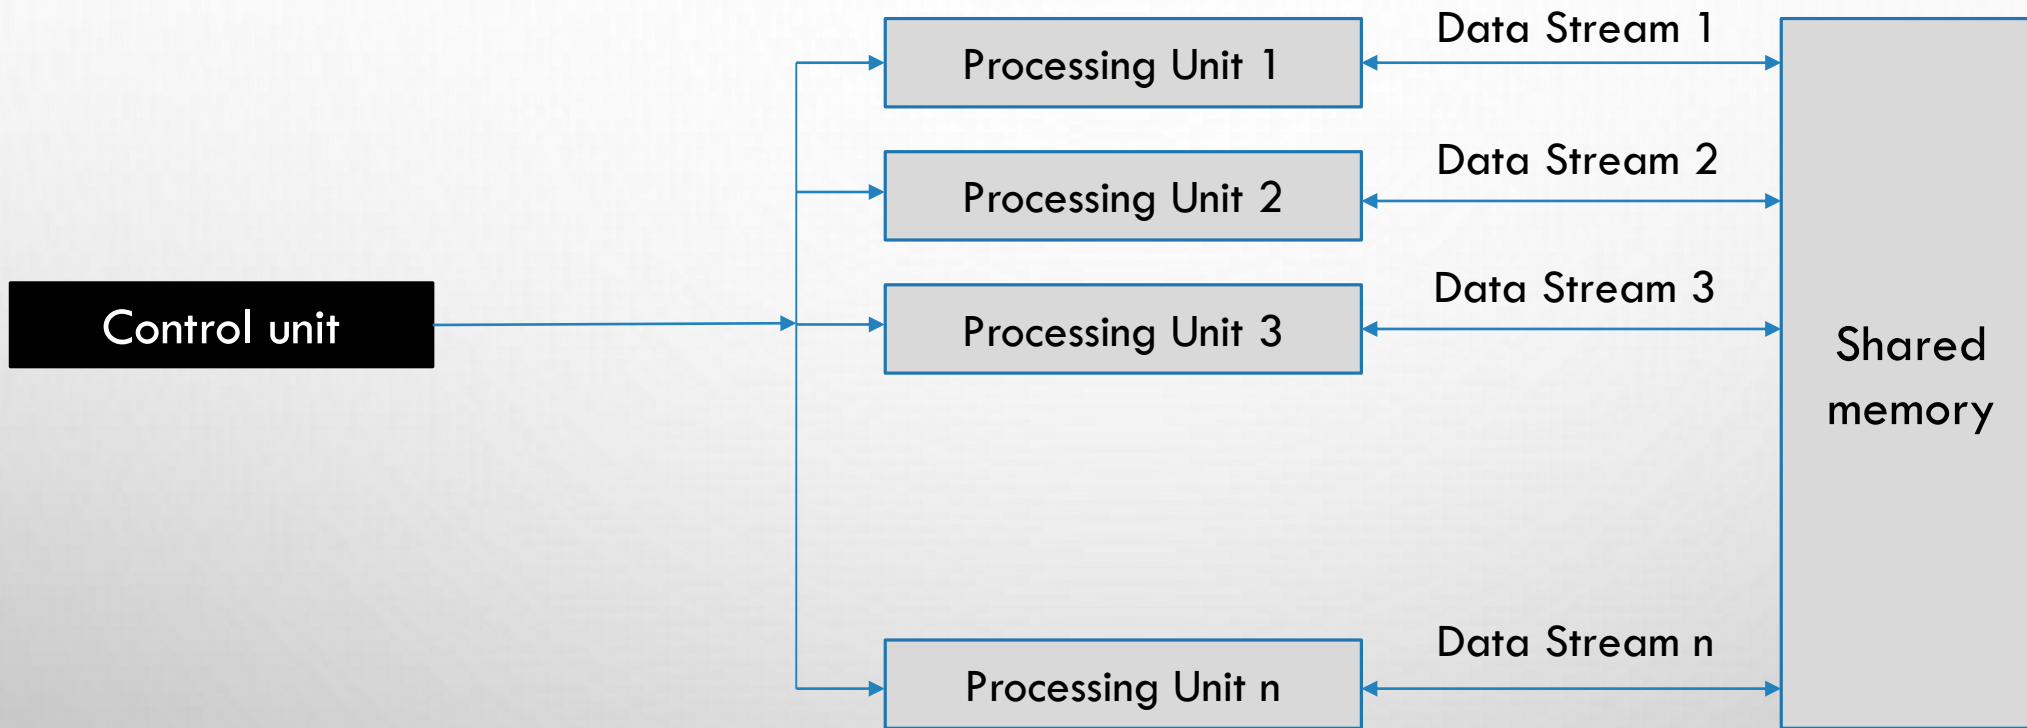 Data Stream 1
Processing Unit 1
Data Stream 2
Processing Unit 2
Data Stream 3
Control unit
Processing Unit 3
Shared
memory
Data Stream n
Processing Unit n